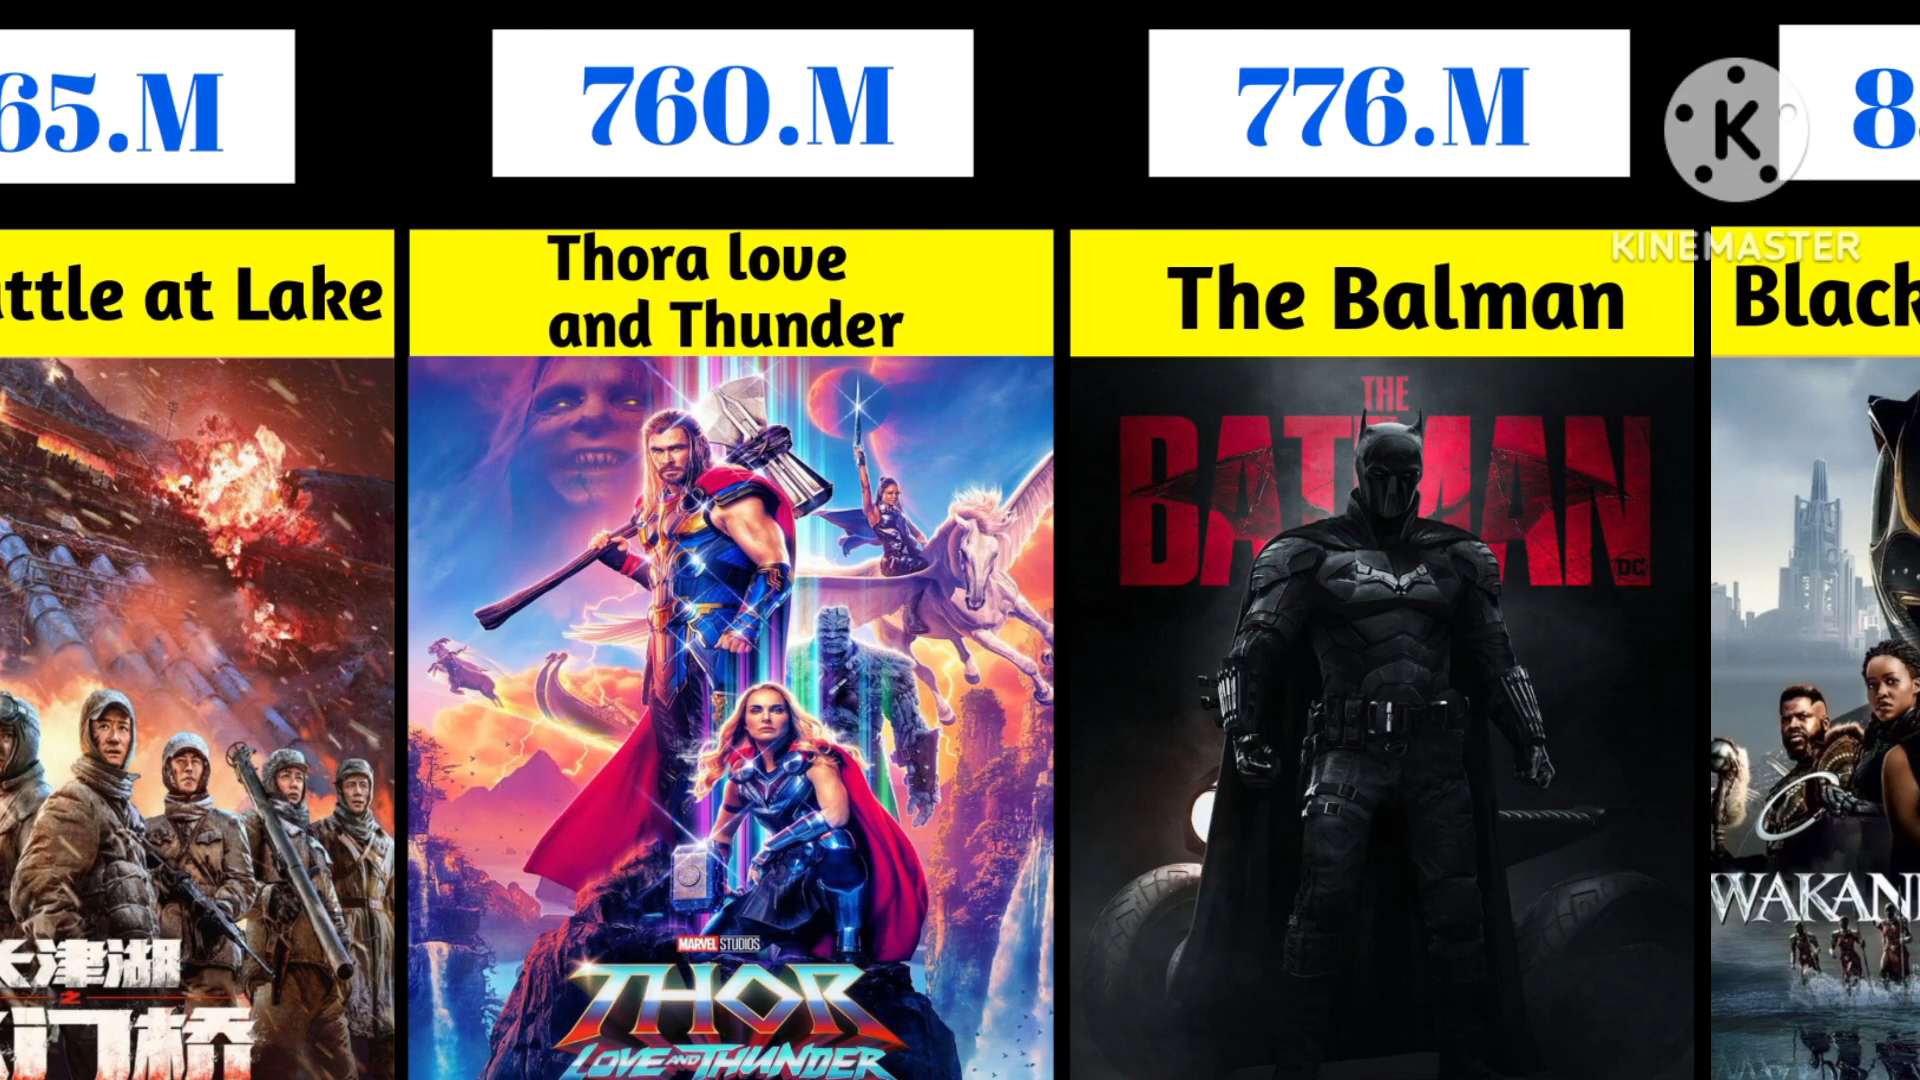 65.M
760.M
776.M
8
K
KINEMASTER
ttle at Lake
Thora love
and Thunder
The Balman
Black
THE
BATMAN
DC
长津湖
之
门桥
MARVEL STUDIOS
THOR
LOVE AND THUNDER
WAKAN